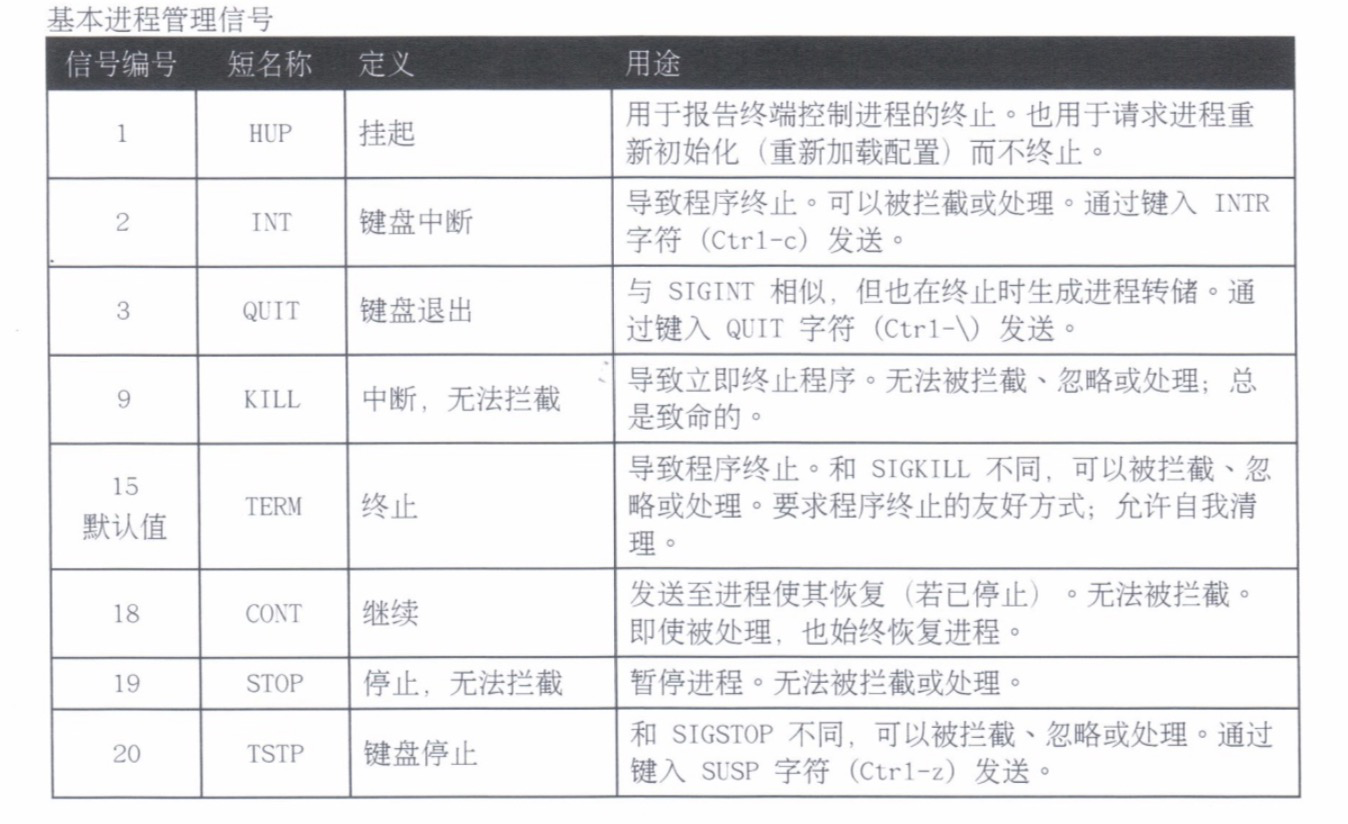 基本进程管理信号
信号编号 短名称 定义 用途
1 HUP 挂起 用于报告终端控制进程的终止。也用于请求进程重
新初始化（重新加载配置）而不终止。
2 INT 键盘中断 导致程序终止。可以被拦截或处理。通过键入 INTR
字符（Ctrl-c）发送。
3 QUIT 键盘退出 与 SIGINT 相似，但也在终止时生成进程转储。通
过键入 QUIT 字符（Ctrl-\）发送。
9 KILL 中断，无法拦截 导致立即终止程序。无法被拦截、忽略或处理；总
是致命的。
15
默认值 TERM 终止 导致程序终止。和 SIGKILL 不同，可以被拦截、忽
略或处理。要求程序终止的友好方式；允许自我清
理。
18 CONT 继续 发送至进程使其恢复（若已停止）。无法被拦截。
即使被处理，也始终恢复进程。
19 STOP 停止，无法拦截 暂停进程。无法被拦截或处理。
20 TSTP 键盘停止 和 SIGSTOP 不同，可以被拦截、忽略或处理。通过
键入 SUSP 字符（Ctrl-z）发送。